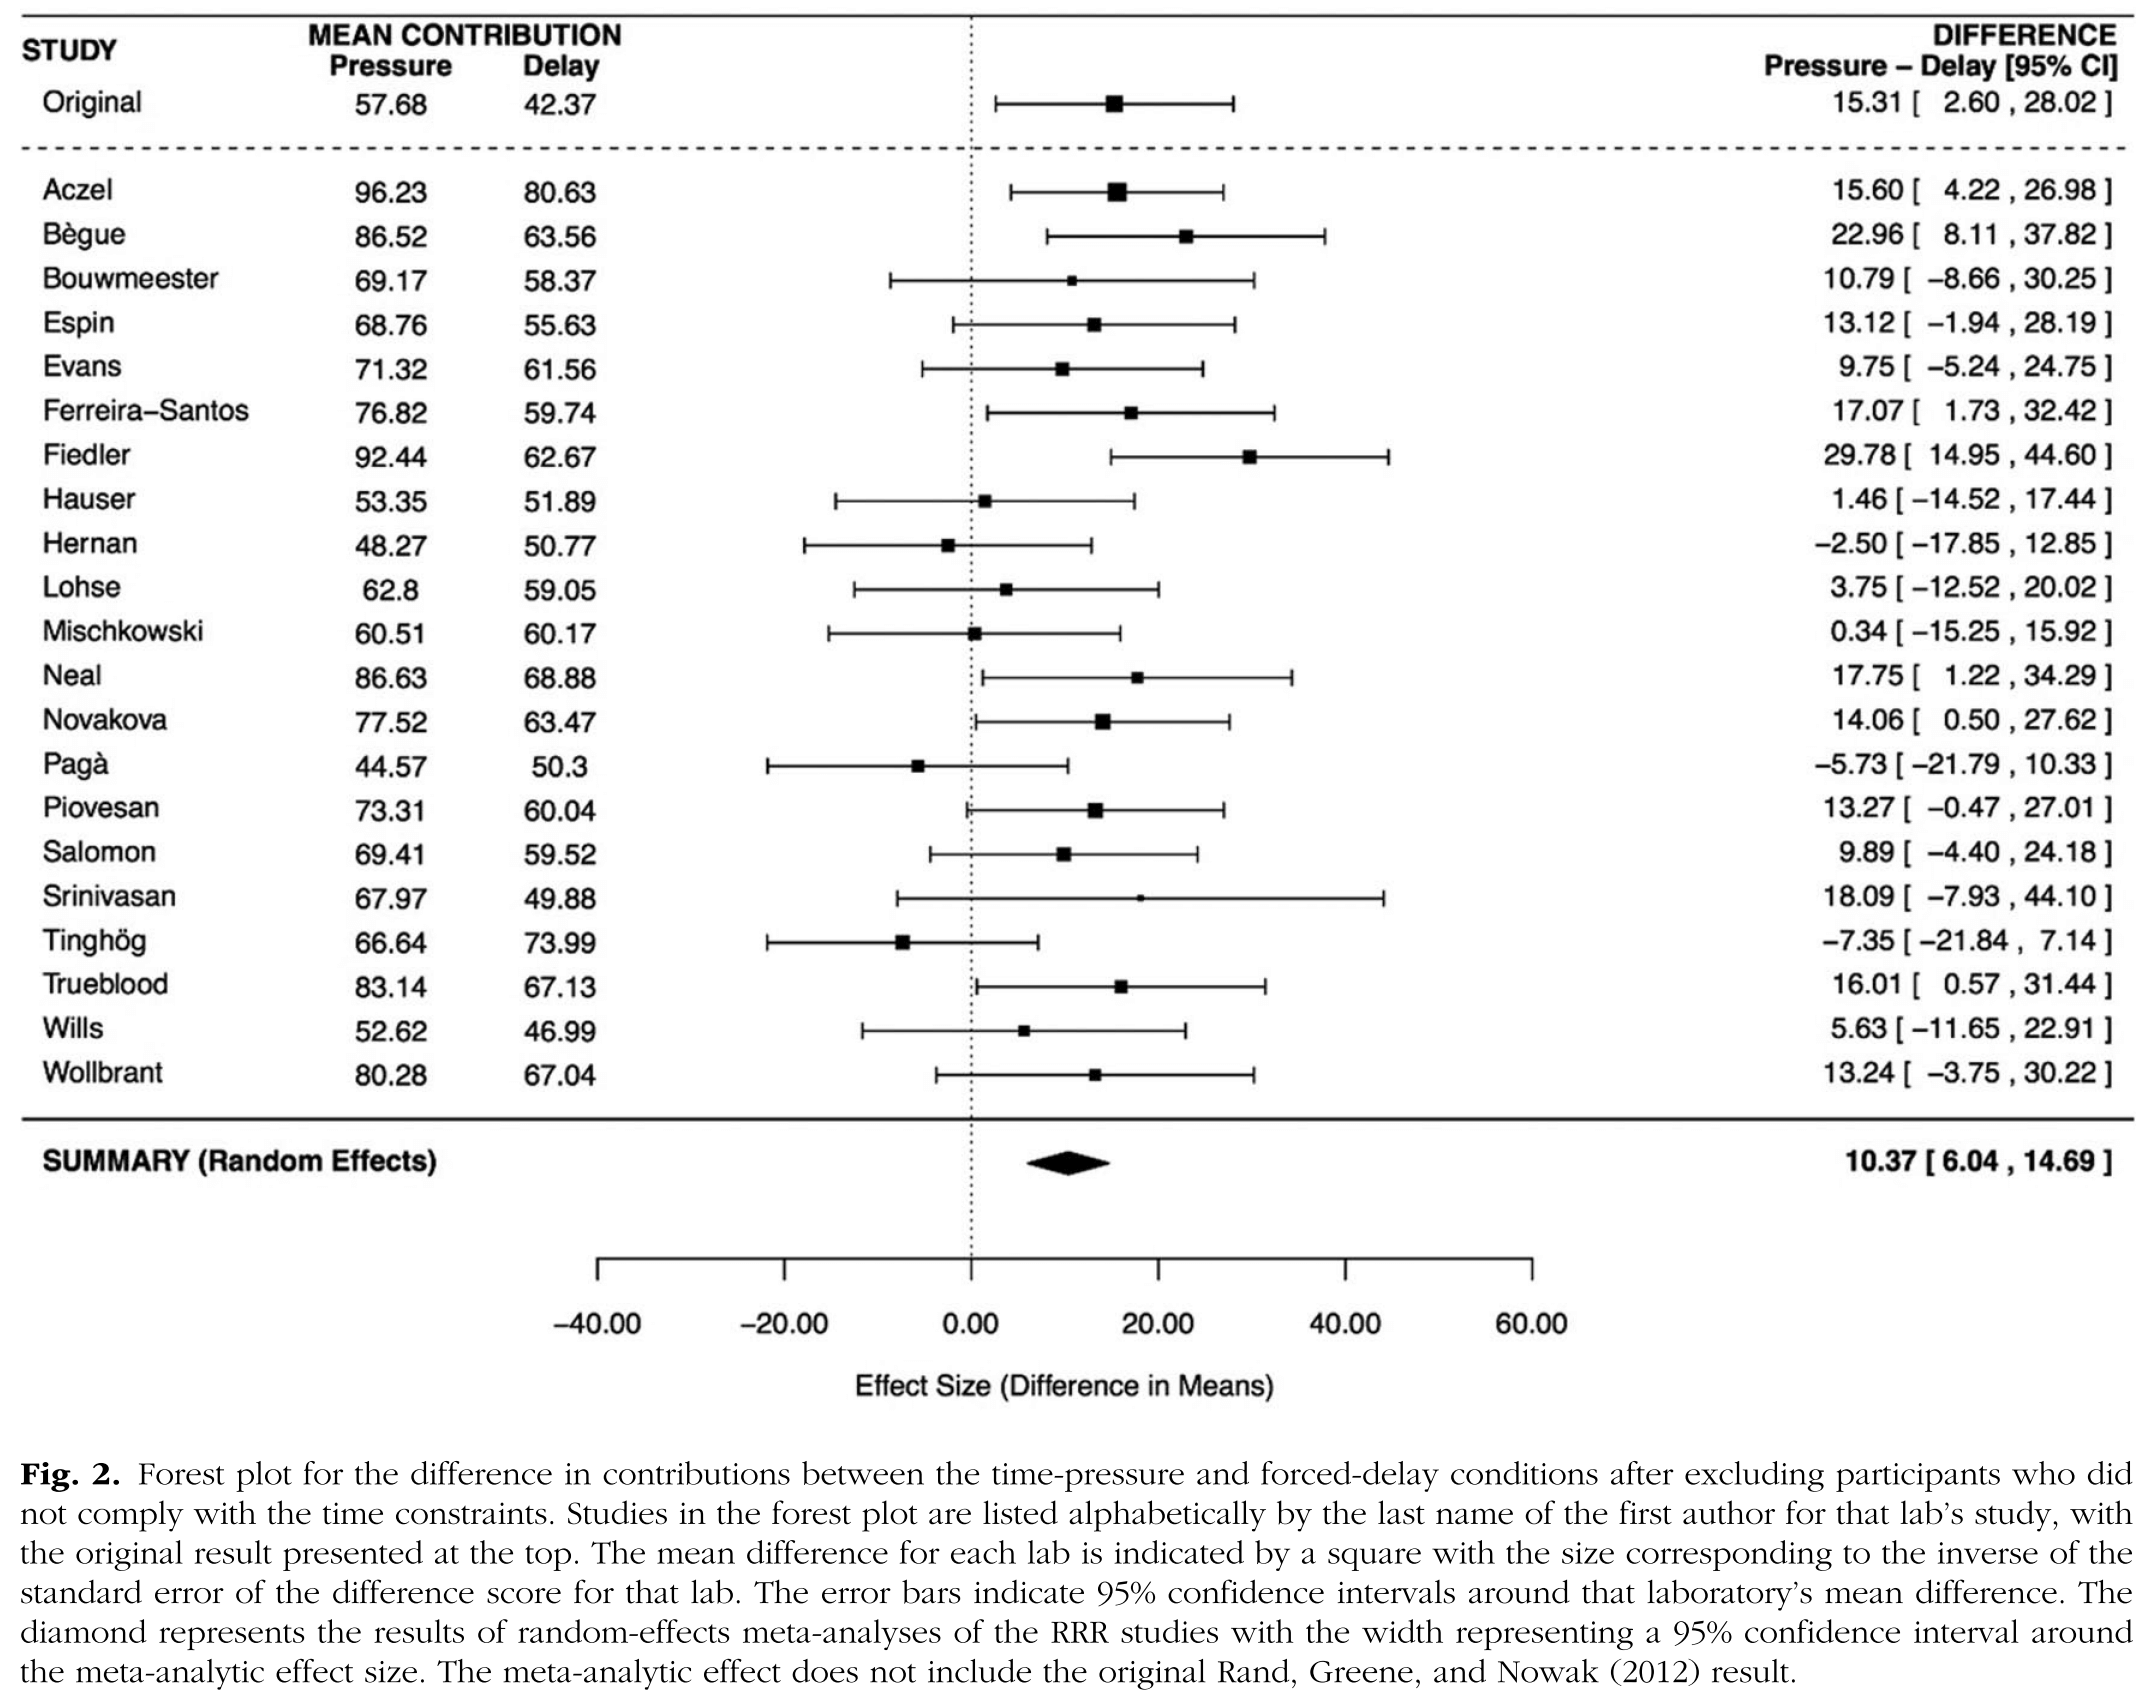 STUDY MEAN CONTRIBUTION DIFFERENCE
Pressure Delay Pressure – Delay [95% CI]
Original 57.68 42.37 15.31 [ 2.60 , 28.02 ]
Aczel 96.23 80.63 15.60 [ 4.22 , 26.98 ]
Bègue 86.52 63.56 22.96 [ 8.11 , 37.82 ]
Bouwmeester 69.17 58.37 10.79 [ −8.66 , 30.25 ]
Espin 68.76 55.63 13.12 [ −1.94 , 28.19 ]
Evans 71.32 61.56 9.75 [ −5.24 , 24.75 ]
Ferreira−Santos 76.82 59.74 17.07 [ 1.73 , 32.42 ]
Fiedler 92.44 62.67 29.78 [ 14.95 , 44.60 ]
Hauser 53.35 51.89 1.46 [ −14.52 , 17.44 ]
Hernan 48.27 50.77 −2.50 [ −17.85 , 12.85 ]
Lohse 62.8 59.05 3.75 [ −12.52 , 20.02 ]
Mischkowski 60.51 60.17 0.34 [ −15.25 , 15.92 ]
Neal 86.63 68.88 17.75 [ 1.22 , 34.29 ]
Novakova 77.52 63.47 14.06 [ 0.50 , 27.62 ]
Pagà 44.57 50.3 −5.73 [ −21.79 , 10.33 ]
Piovesan 73.31 60.04 13.27 [ −0.47 , 27.01 ]
Salomon 69.41 59.52 9.89 [ −4.40 , 24.18 ]
Srinivasan 67.97 49.88 18.09 [ −7.93 , 44.10 ]
Tinghög 66.64 73.99 −7.35 [ −21.84 , 7.14 ]
Trueblood 83.14 67.13 16.01 [ 0.57 , 31.44 ]
Wills 52.62 46.99 5.63 [ −11.65 , 22.91 ]
Wollbrant 80.28 67.04 13.24 [ −3.75 , 30.22 ]
SUMMARY (Random Effects) 10.37 [ 6.04 , 14.69 ]
−40.00 −20.00 0.00 20.00 40.00 60.00
Effect Size (Difference in Means)
Fig. 2. Forest plot for the difference in contributions between the time-pressure and forced-delay conditions after excluding participants who did
not comply with the time constraints. Studies in the forest plot are listed alphabetically by the last name of the first author for that lab's study, with
the original result presented at the top. The mean difference for each lab is indicated by a square with the size corresponding to the inverse of the
standard error of the difference score for that lab. The error bars indicate 95% confidence intervals around that laboratory's mean difference. The
diamond represents the results of random-effects meta-analyses of the RRR studies with the width representing a 95% confidence interval around
the meta-analytic effect size. The meta-analytic effect does not include the original Rand, Greene, and Nowak (2012) result.